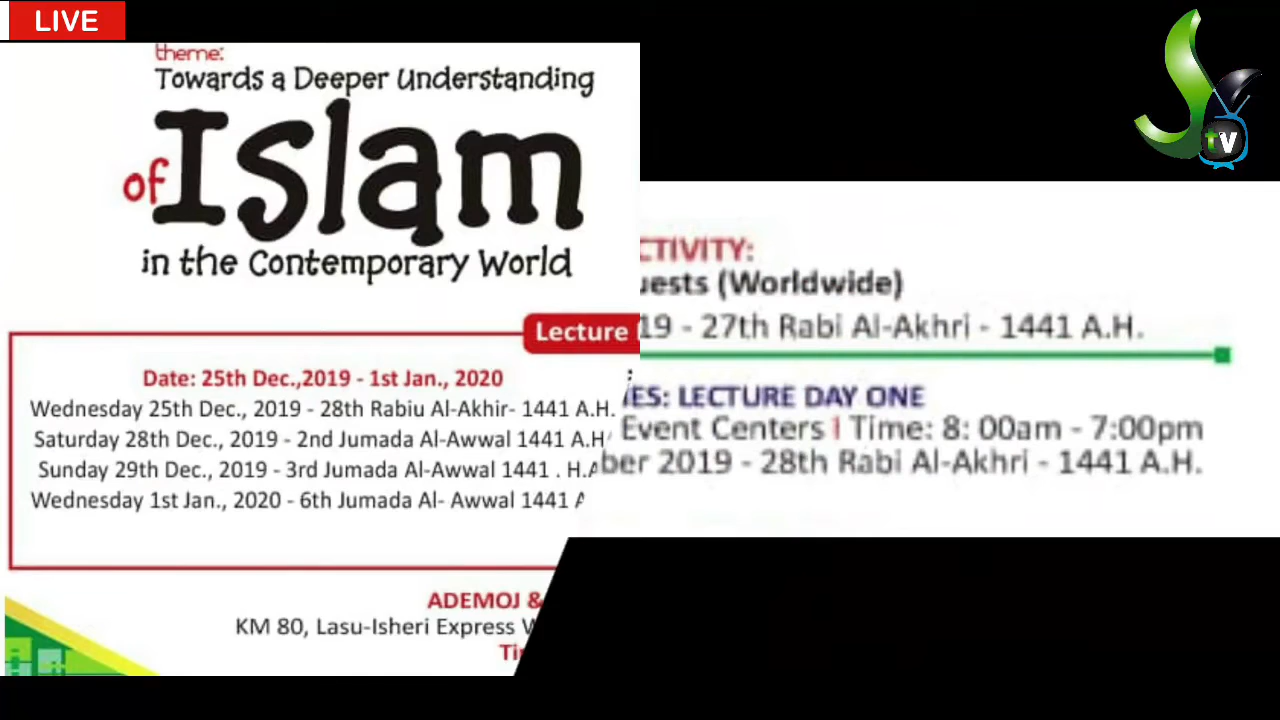 LIVE
theme:
Towards a Deeper Understanding
of Islam
in the Contemporary World
Lecture
Date: 25th Dec.,2019 - 1st Jan., 2020
Wednesday 25th Dec., 2019 - 28th Rabiu Al-Akhir- 1441 A.H.
Saturday 28th Dec., 2019 - 2nd Jumada Al-Awwal 1441 A.H
Sunday 29th Dec., 2019 - 3rd Jumada Al-Awwal 1441 . H.A
Wednesday 1st Jan., 2020 - 6th Jumada Al- Awwal 1441 A
ADEMOJ &
KM 80, Lasu-Isheri Express W
Tim
tV
CTIVITY:
uests (Worldwide)
19 - 27th Rabi Al-Akhri - 1441 A.H.
IES: LECTURE DAY ONE
Event Centers I Time: 8: 00am - 7:00pm
ber 2019 - 28th Rabi Al-Akhri - 1441 A.H.